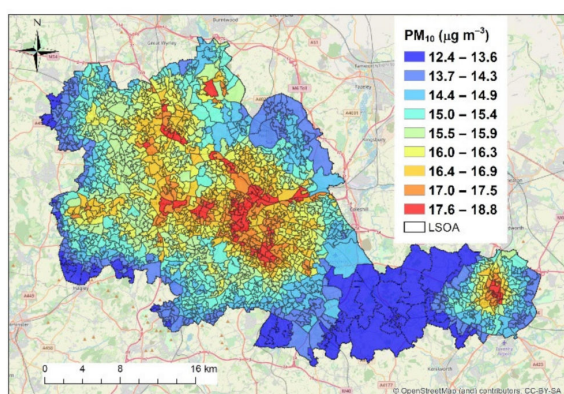 N
PM₁₀ (µg m⁻³)
12.4 – 13.6
13.7 – 14.3
14.4 – 14.9
15.0 – 15.4
15.5 – 15.9
16.0 – 16.3
16.4 – 16.9
17.0 – 17.5
17.6 – 18.8
LSOA
0 4 8 16 km
© OpenStreetMap (and) contributors, CC-BY-SA